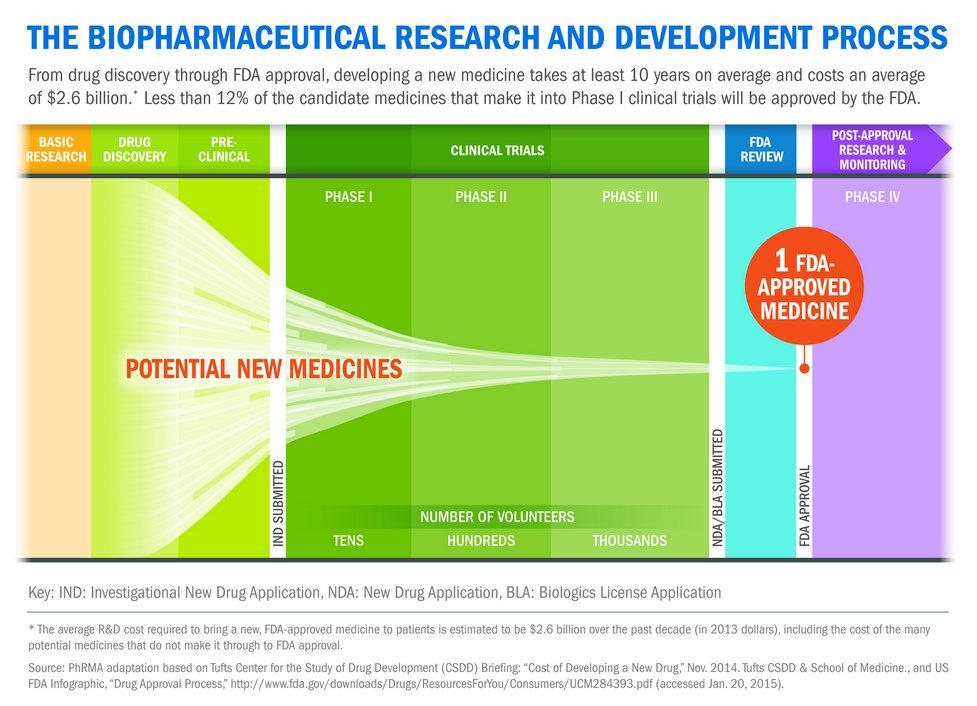 THE BIOPHARMACEUTICAL RESEARCH AND DEVELOPMENT PROCESS
From drug discovery through FDA approval, developing a new medicine takes at least 10 years on average and costs an average
of $2.6 billion.* Less than 12% of the candidate medicines that make it into Phase I clinical trials will be approved by the FDA.
BASIC
RESEARCH
DRUG
DISCOVERY
PRE-
CLINICAL
CLINICAL TRIALS
FDA
REVIEW
POST-APPROVAL
RESEARCH &
MONITORING
PHASE I
PHASE II
PHASE III
PHASE IV
1 FDA-
APPROVED
MEDICINE
POTENTIAL NEW MEDICINES
IND SUBMITTED
NDA/BLA SUBMITTED
FDA APPROVAL
NUMBER OF VOLUNTEERS
TENS
HUNDREDS
THOUSANDS
Key: IND: Investigational New Drug Application, NDA: New Drug Application, BLA: Biologics License Application
* The average R&D cost required to bring a new, FDA-approved medicine to patients is estimated to be $2.6 billion over the past decade (in 2013 dollars), including the cost of the many
potential medicines that do not make it through to FDA approval.
Source: PhRMA adaptation based on Tufts Center for the Study of Drug Development (CSDD) Briefing: “Cost of Developing a New Drug,” Nov. 2014. Tufts CSDD & School of Medicine., and US
FDA Infographic, “Drug Approval Process,” http://www.fda.gov/downloads/Drugs/ResourcesForYou/Consumers/UCM284393.pdf (accessed Jan. 20, 2015).